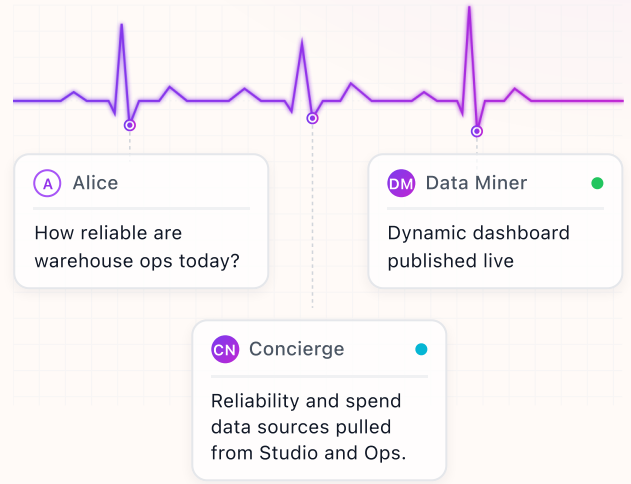 A Alice
How reliable are
warehouse ops today?
DM Data Miner
Dynamic dashboard
published live
CN Concierge
Reliability and spend
data sources pulled
from Studio and Ops.